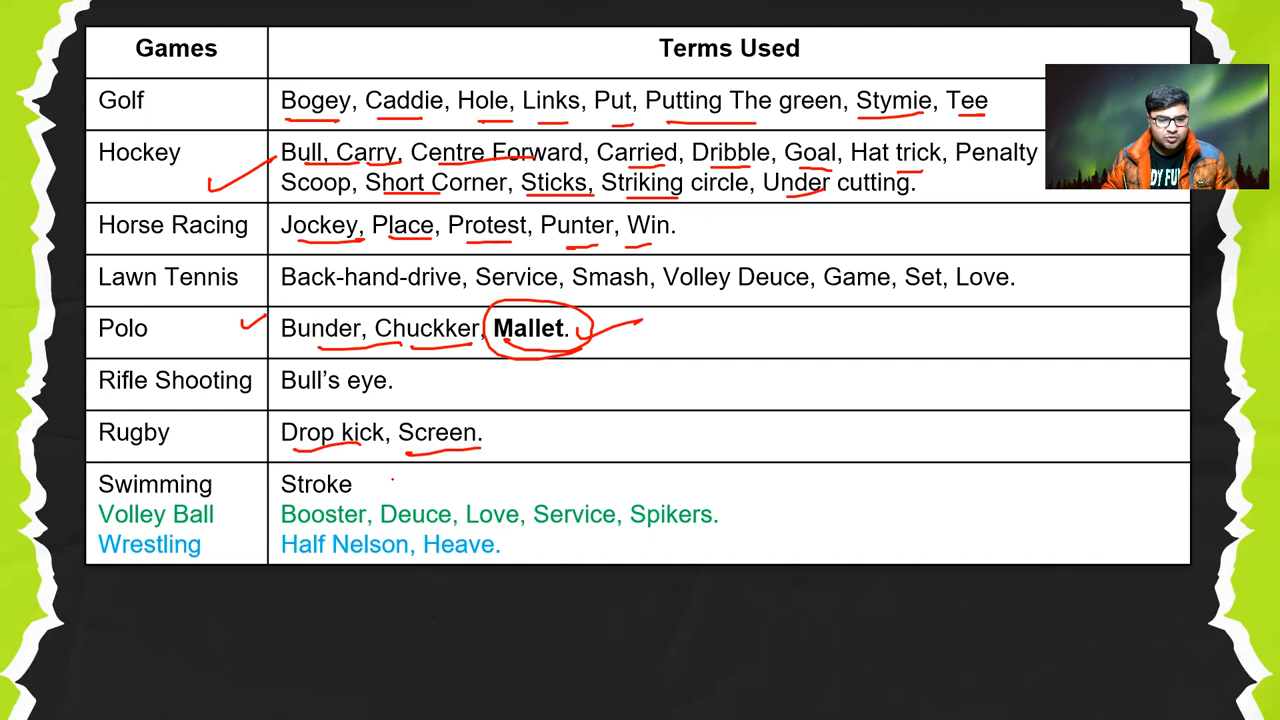 Games Terms Used
Golf Bogey, Caddie, Hole, Links, Put, Putting The green, Stymie, Tee
Hockey Bull, Carry, Centre Forward, Carried, Dribble, Goal, Hat trick, Penalty
Scoop, Short Corner, Sticks, Striking circle, Under cutting.
Horse Racing Jockey, Place, Protest, Punter, Win.
Lawn Tennis Back-hand-drive, Service, Smash, Volley Deuce, Game, Set, Love.
Polo Bunder, Chuckker, Mallet.
Rifle Shooting Bull’s eye.
Rugby Drop kick, Screen.
Swimming Stroke
Volley Ball Booster, Deuce, Love, Service, Spikers.
Wrestling Half Nelson, Heave.